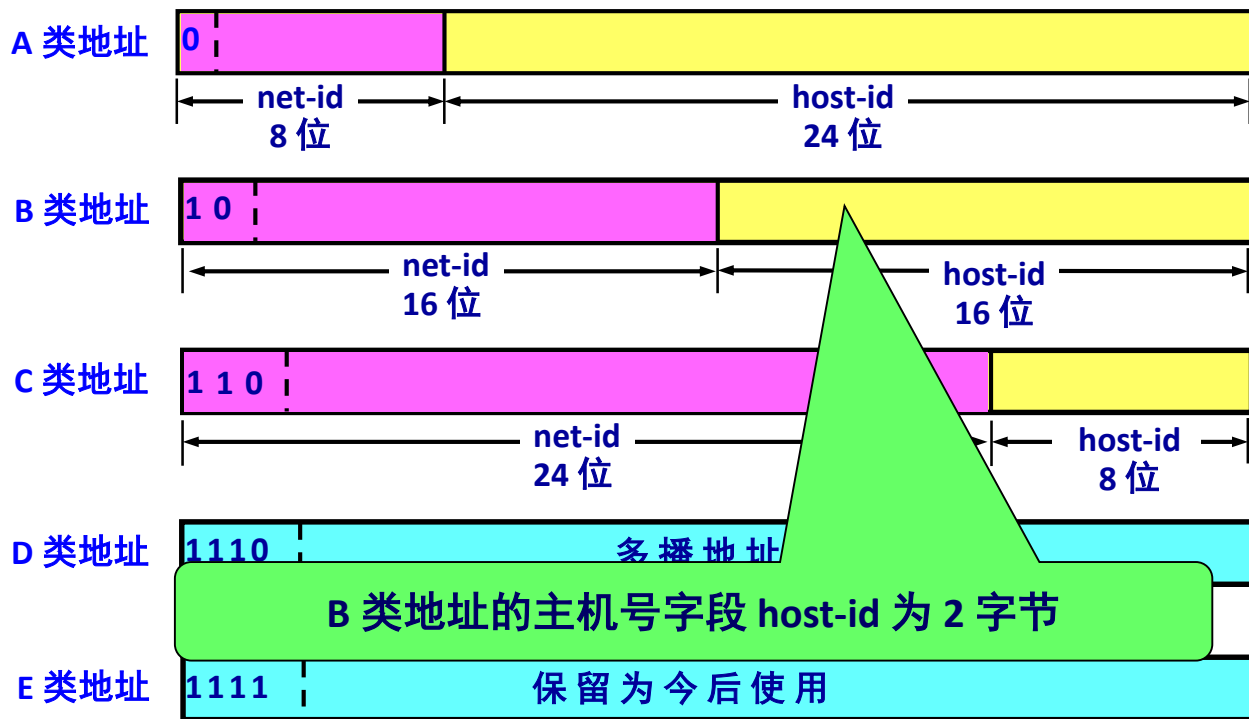 A 类地址
0
net-id
8 位
host-id
24 位
B 类地址
1 0
net-id
16 位
host-id
16 位
C 类地址
1 1 0
net-id
24 位
host-id
8 位
D 类地址
1110
多 播 地 址
B 类地址的主机号字段 host-id 为 2 字节
E 类地址
1111
保 留 为 今 后 使 用